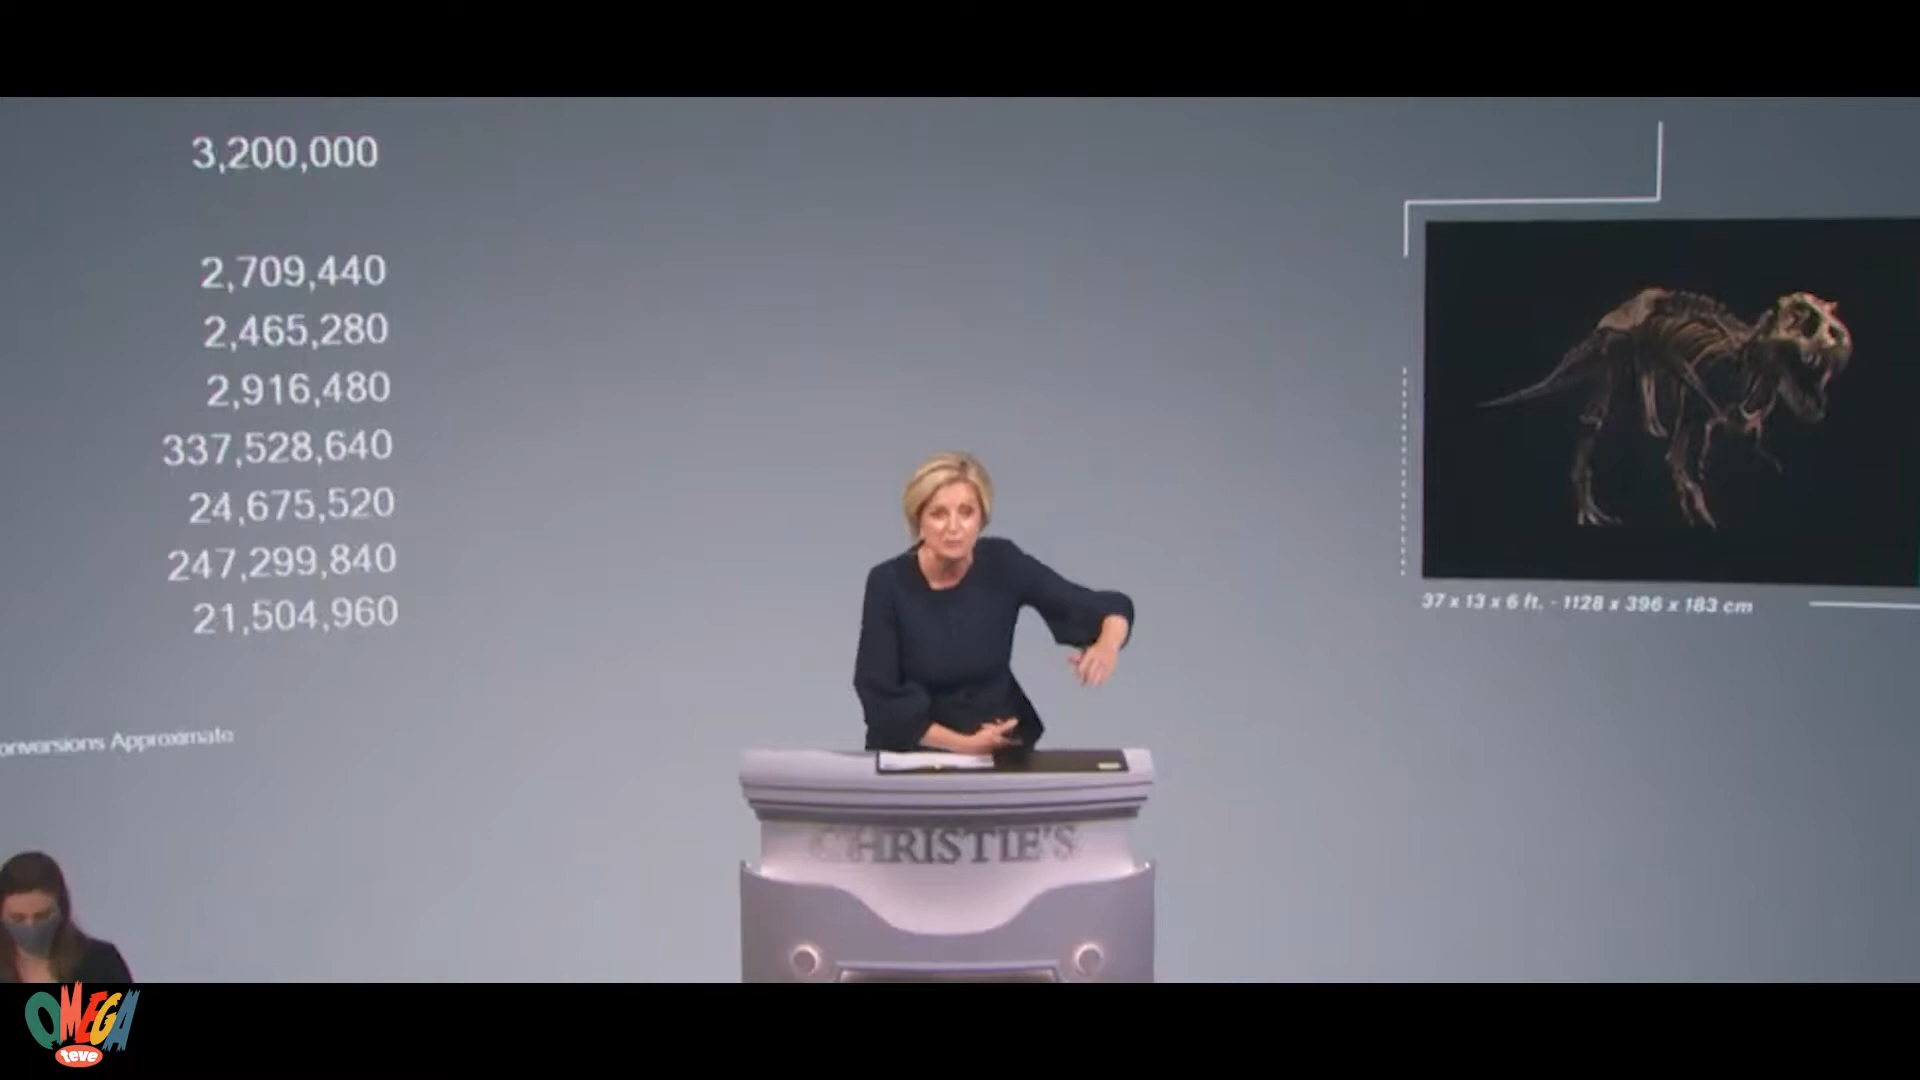 3,200,000
2,709,440
2,465,280
2,916,480
337,528,640
24,675,520
247,299,840
21,504,960
onversions Approximate
37 x 13 x 6 ft. - 1128 x 396 x 183 cm
CHRISTIE'S
OMEGA
teve